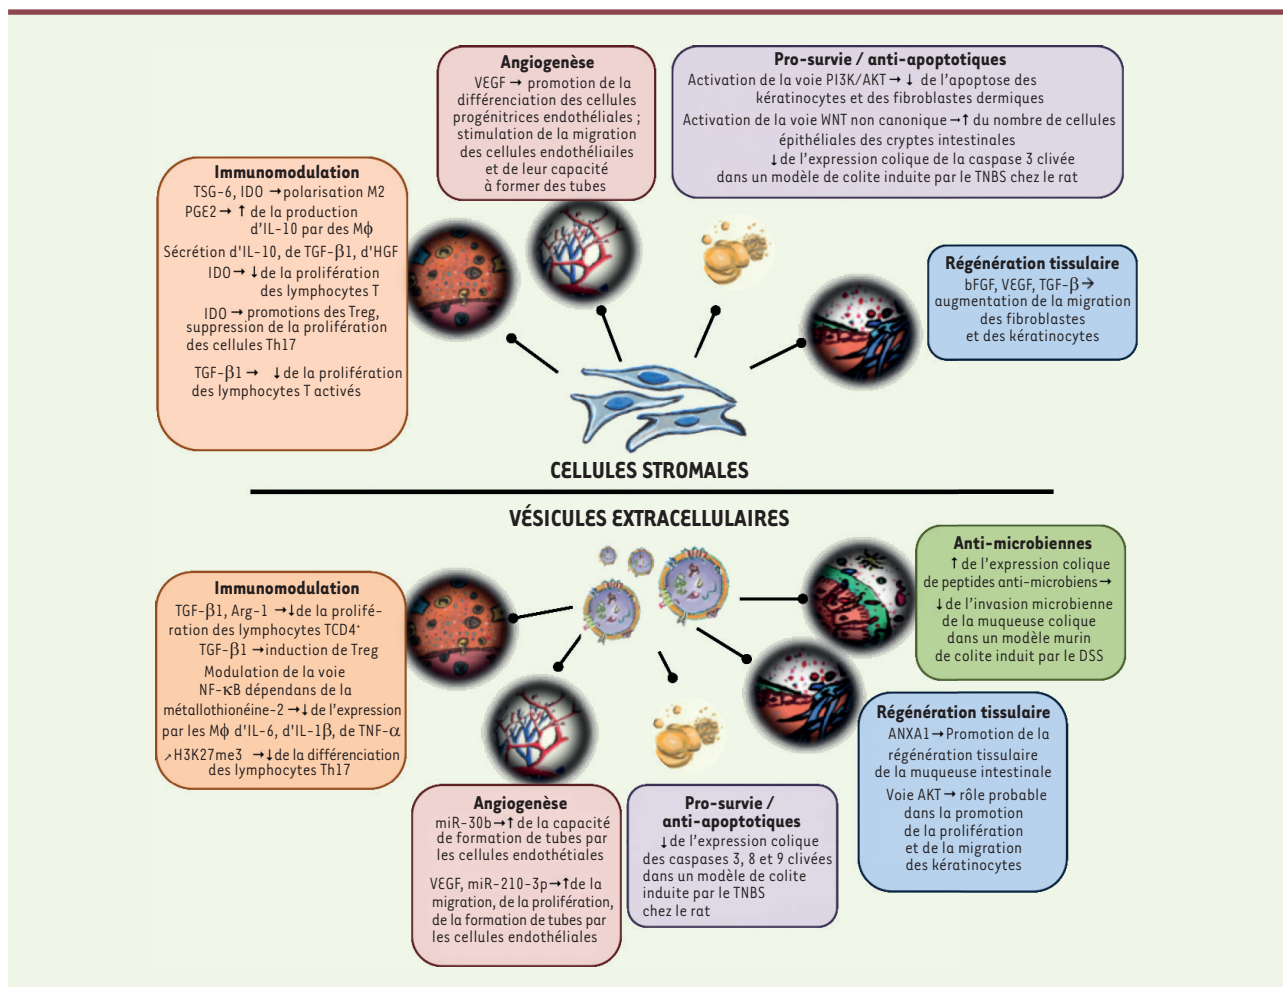 Angiogenèse
VEGF → promotion de la
différenciation des cellules
progénitrices endothéliales ;
stimulation de la migration
des cellules endothéliailes
et de leur capacité
à former des tubes
Pro-survie / anti-apoptotiques
Activation de la voie PI3K/AKT → ↓ de l'apoptose des
kératinocytes et des fibroblastes dermiques
Activation de la voie WNT non canonique →↑ du nombre de cellules
épithéliales des cryptes intestinales
↓ de l'expression colique de la caspase 3 clivée
dans un modèle de colite induite par le TNBS chez le rat
Immunomodulation
TSG-6, IDO → polarisation M2
PGE2 → ↑ de la production
d'IL-10 par des Mϕ
Sécrétion d'IL-10, de TGF-β1, d'HGF
IDO → ↓ de la prolifération
des lymphocytes T
IDO → promotions des Treg,
suppression de la prolifération
des cellules Th17
TGF-β1 → ↓ de la prolifération
des lymphocytes T activés
Régénération tissulaire
bFGF, VEGF, TGF-β →
augmentation de la migration
des fibroblastes
et des kératinocytes
CELLULES STROMALES
VÉSICULES EXTRACELLULAIRES
Immunomodulation
TGF-β1, Arg-1 → ↓ de la prolifé-
ration des lymphocytes TCD4⁺
TGF-β1 → induction de Treg
Modulation de la voie
NF-κB dépendans de la
métallothionéine-2 → ↓ de l'expression
par les Mϕ d'IL-6, d'IL-1β, de TNF-α
↗H3K27me3 → ↓ de la différenciation
des lymphocytes Th17
Anti-microbiennes
↑ de l'expression colique
de peptides anti-microbiens →
↓ de l'invasion microbienne
de la muqueuse colique
dans un modèle murin
de colite induit par le DSS
Régénération tissulaire
ANXA1 → Promotion de la
régénération tissulaire
de la muqueuse intestinale
Voie AKT → rôle probable
dans la promotion
de la prolifération
et de la migration
des kératinocytes
Angiogenèse
miR-30b → ↑ de la capacité
de formation de tubes par
les cellules endothétiales
VEGF, miR-210-3p → ↑ de la
migration, de la prolifération,
de la formation de tubes par
les cellules endothéliales
Pro-survie /
anti-apoptotiques
↓ de l'expression colique
des caspases 3, 8 et 9 clivées
dans un modèle de colite
induite par le TNBS
chez le rat